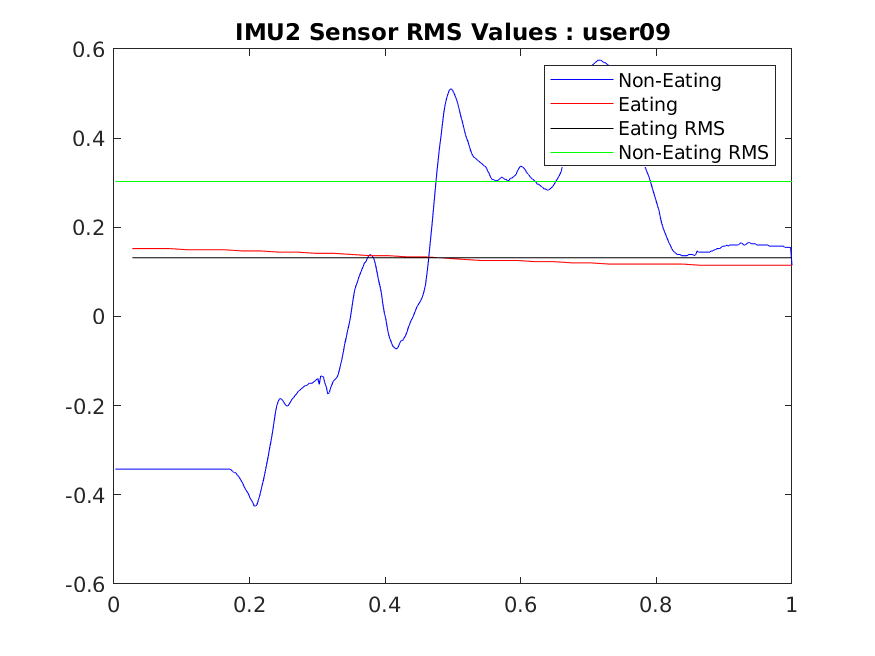 IMU2 Sensor RMS Values : user09
0.6
0.4
0.2
0
-0.2
-0.4
-0.6
0
0.2
0.4
0.6
0.8
1
Non-Eating
Eating
Eating RMS
Non-Eating RMS